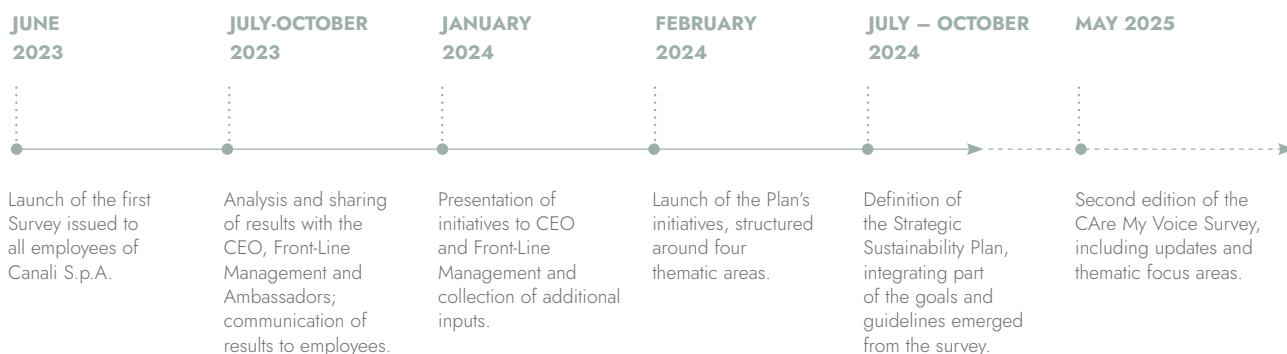 JUNE
2023
JULY-OCTOBER
2023
JANUARY
2024
FEBRUARY
2024
JULY – OCTOBER
2024
MAY 2025
Launch of the first
Survey issued to
all employees of
Canali S.p.A.
Analysis and sharing
of results with the
CEO, Front-Line
Management and
Ambassadors;
communication of
results to employees.
Presentation of
initiatives to CEO
and Front-Line
Management and
collection of additional
inputs.
Launch of the Plan’s
initiatives, structured
around four
thematic areas.
Definition of
the Strategic
Sustainability Plan,
integrating part
of the goals and
guidelines emerged
from the survey.
Second edition of the
CAre My Voice Survey,
including updates and
thematic focus areas.